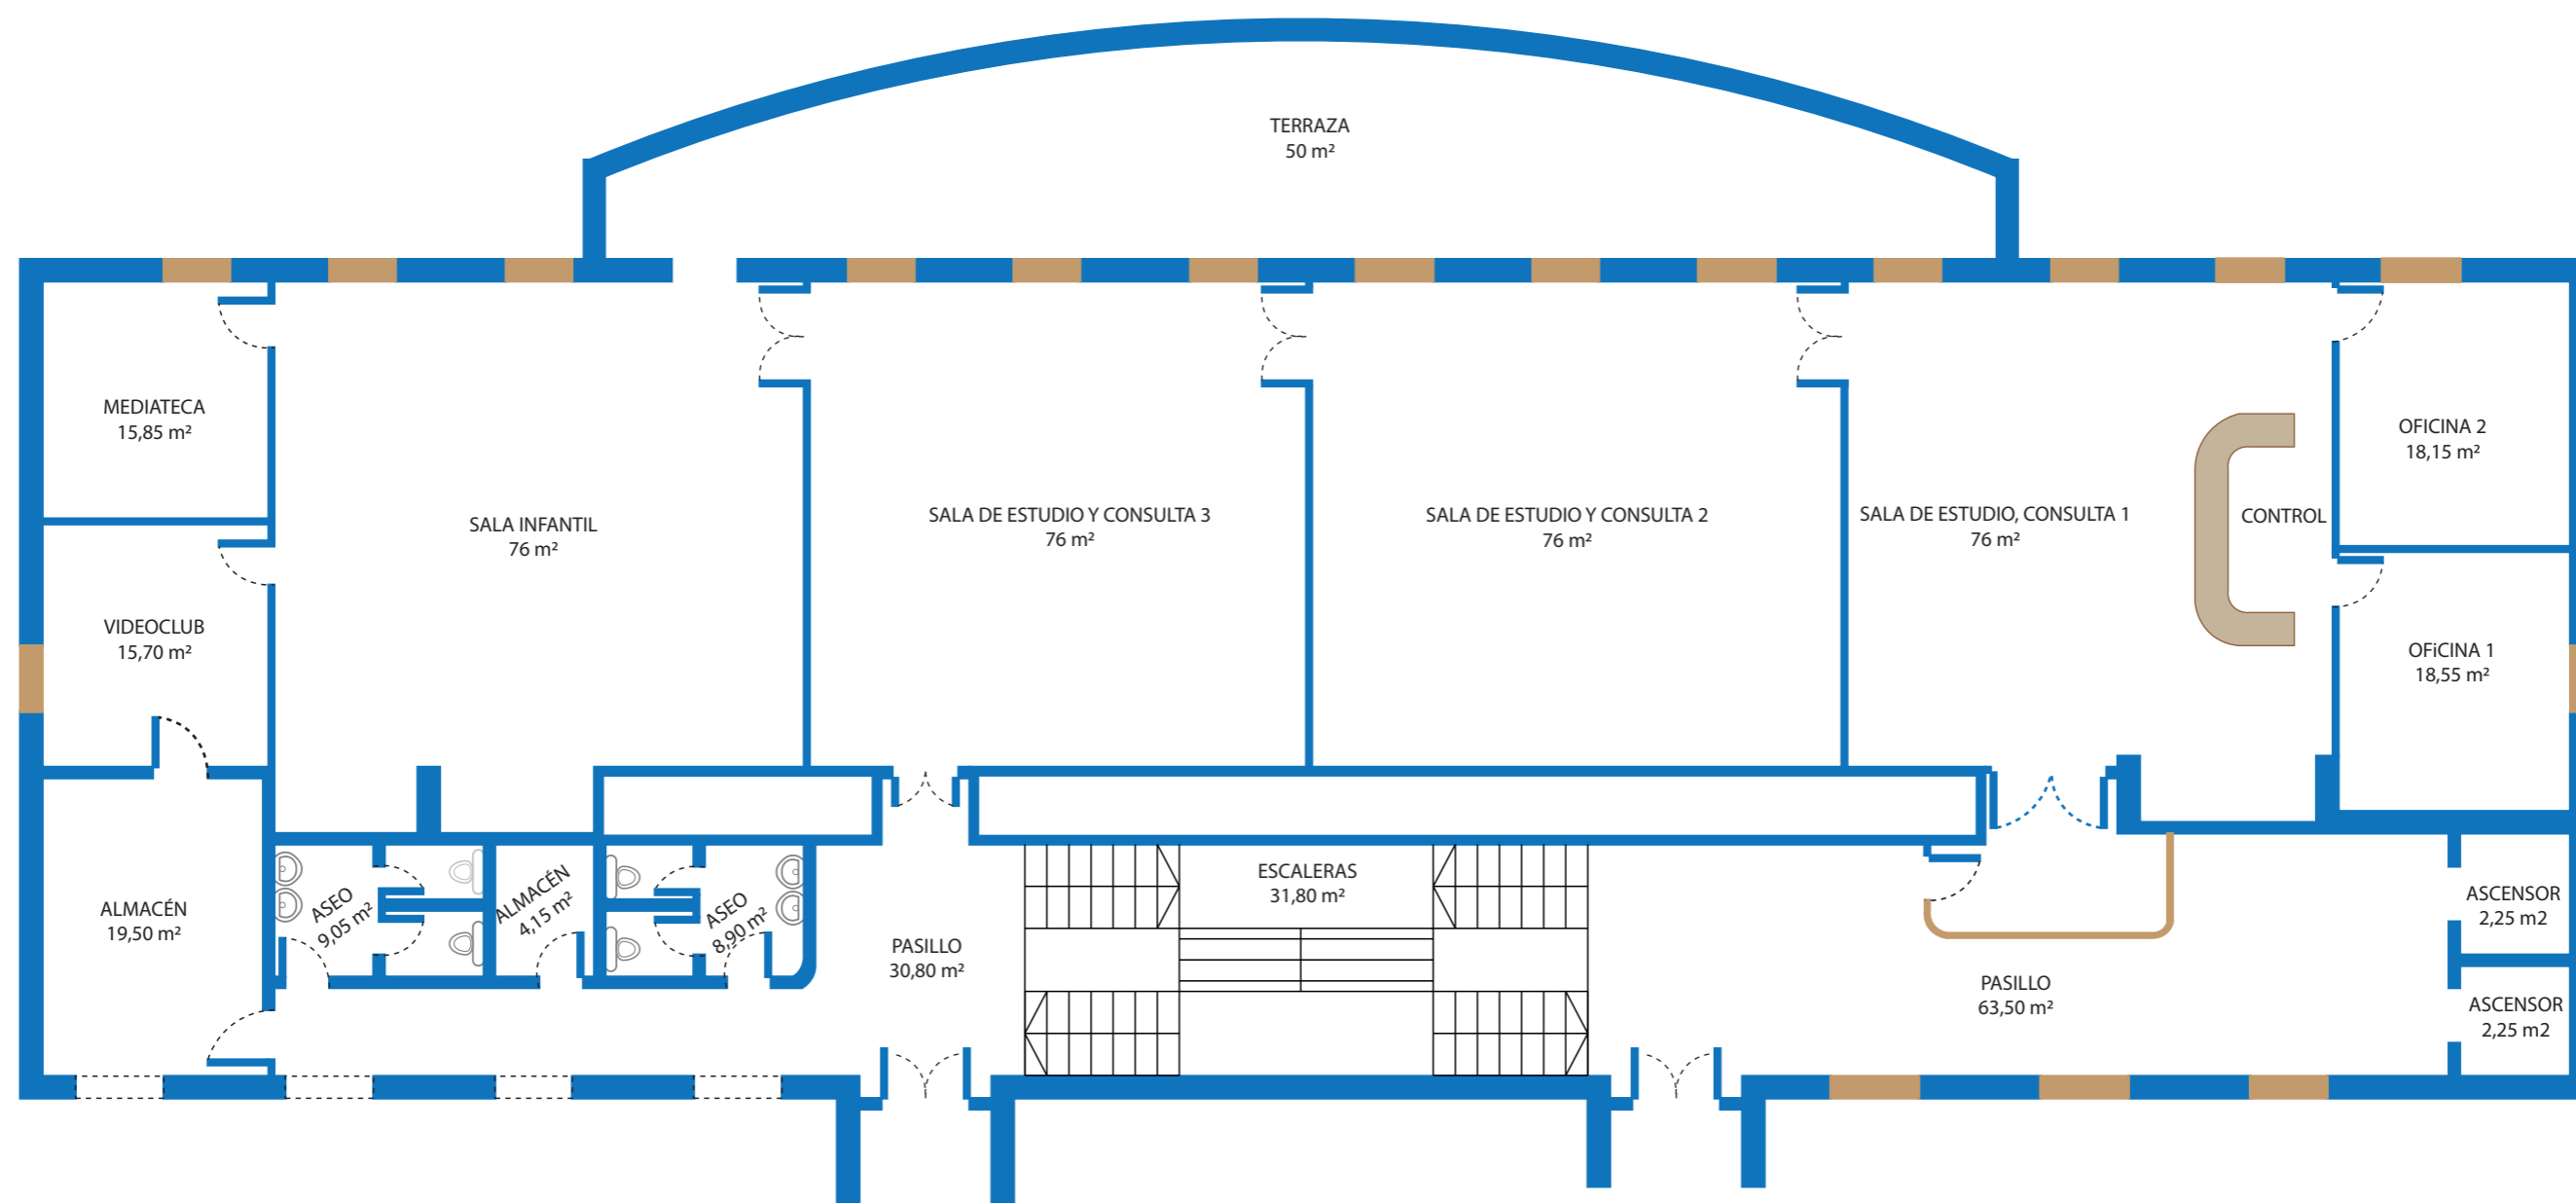 TERRAZA
50 m²
MEDIATECA
15,85 m²
OFICINA 2
18,15 m²
SALA INFANTIL
76 m²
SALA DE ESTUDIO Y CONSULTA 3
76 m²
SALA DE ESTUDIO Y CONSULTA 2
76 m²
SALA DE ESTUDIO, CONSULTA 1
76 m²
CONTROL
VIDEOCLUB
15,70 m²
OFiCINA 1
18,55 m²
ALMACÉN
19,50 m²
ASEO
9,05 m²
ALMACÉN
4,15 m²
ASEO
8,90 m²
PASILLO
30,80 m²
ESCALERAS
31,80 m²
PASILLO
63,50 m²
ASCENSOR
2,25 m2
ASCENSOR
2,25 m2